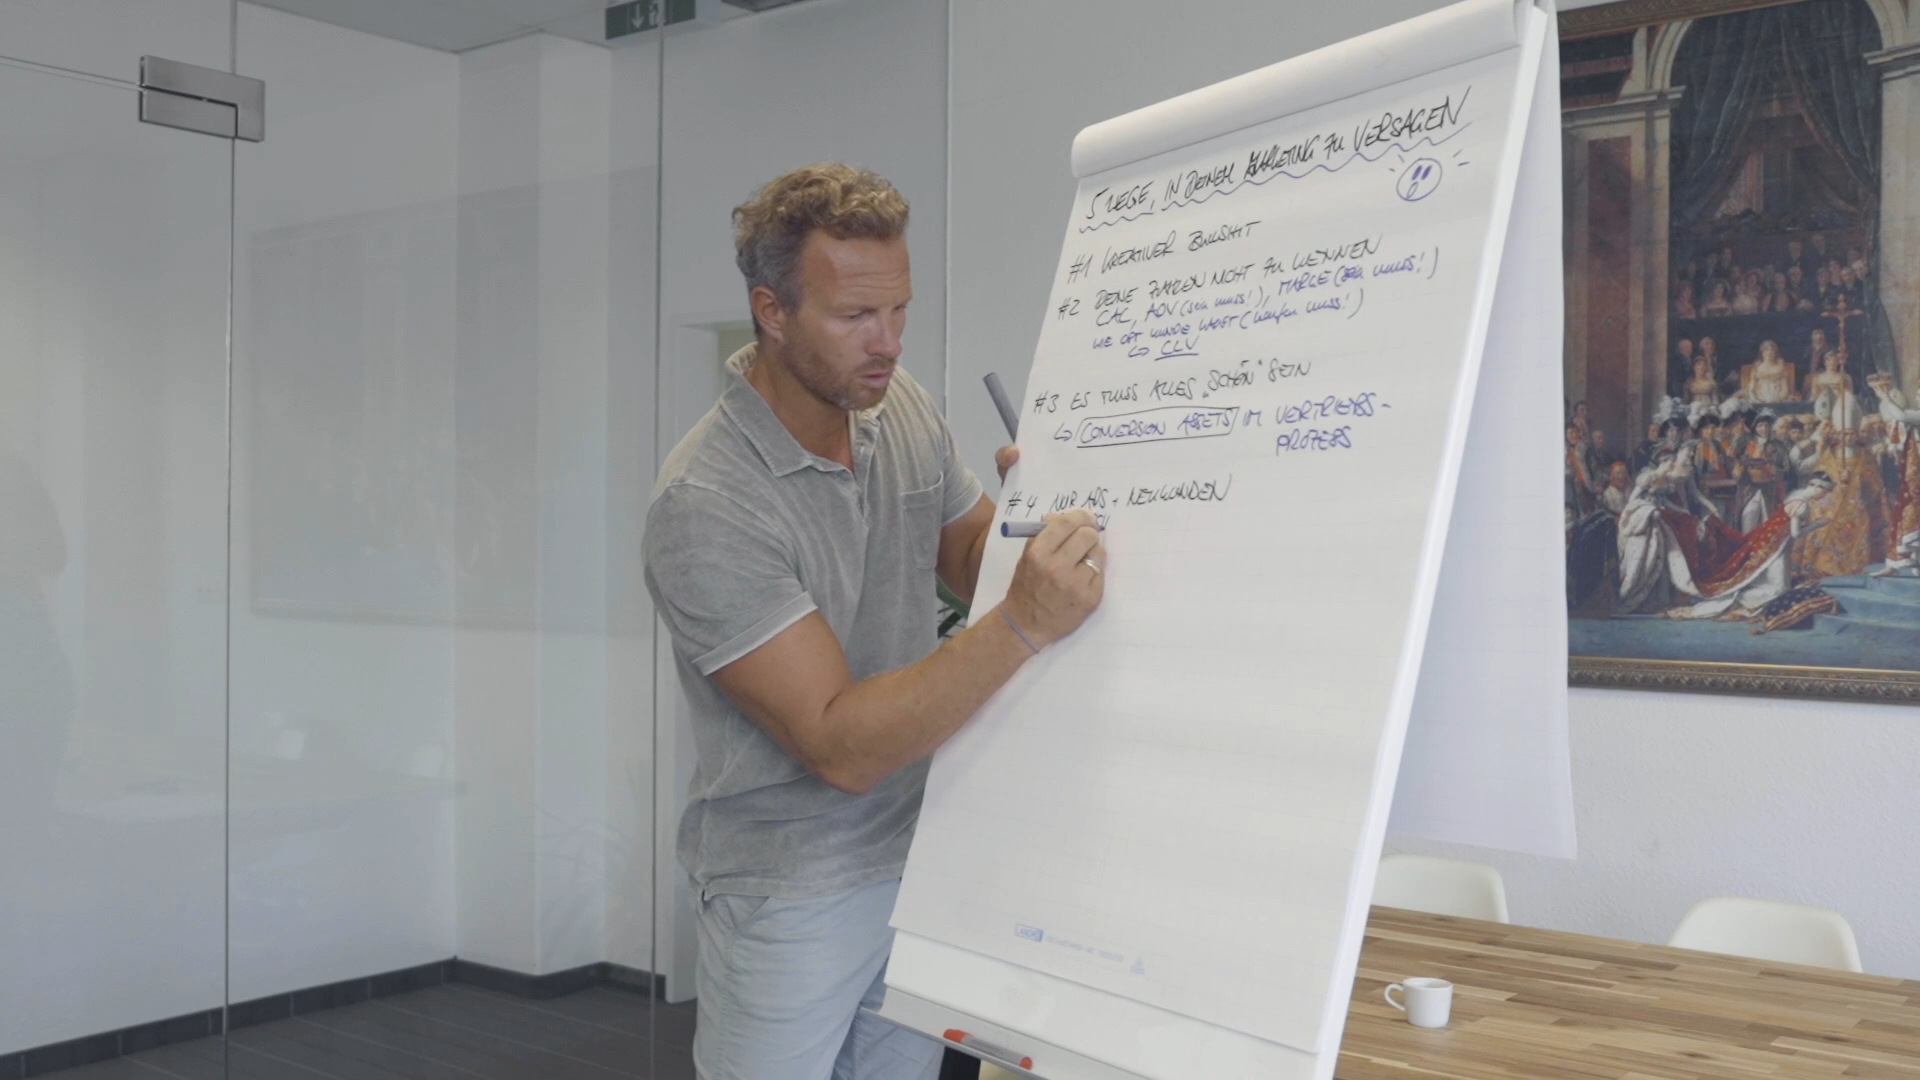 5 WEGE, IN DEINEM MARKETING ZU VERSAGEN
#1 KREATIVER BULLSHIT
#2 DEINE ZAHLEN NICHT ZU KENNEN
CAC, AOV (sein muss!), MARGE (sein muss!)
WIE OFT KUNDE KAUFT (kaufen muss!)
↳ CLV
#3 ES MUSS ALLES „SCHÖN" SEIN
↳ CONVERSION ASSETS IM VERTRIEBS-
PROZESS
#4 NUR ADS + NEUKUNDEN